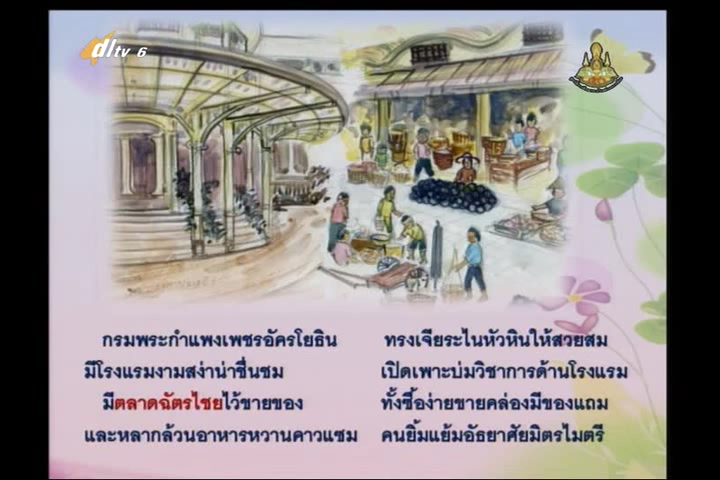 dltv 6
กรมพระกำแพงเพชรอัครโยธิน ทรงเจียระไนหัวหินให้สวยสม
มีโรงแรมงามสง่าน่าชื่นชม เปิดเพาะบ่มวิชาการด้านโรงแรม
มีตลาดฉัตรไชยไว้ขายของ ทั้งซื้อง่ายขายคล่องมีของแถม
และหลากล้วนอาหารหวานคาวแซม คนยิ้มแย้มอัธยาศัยมิตรไมตรี